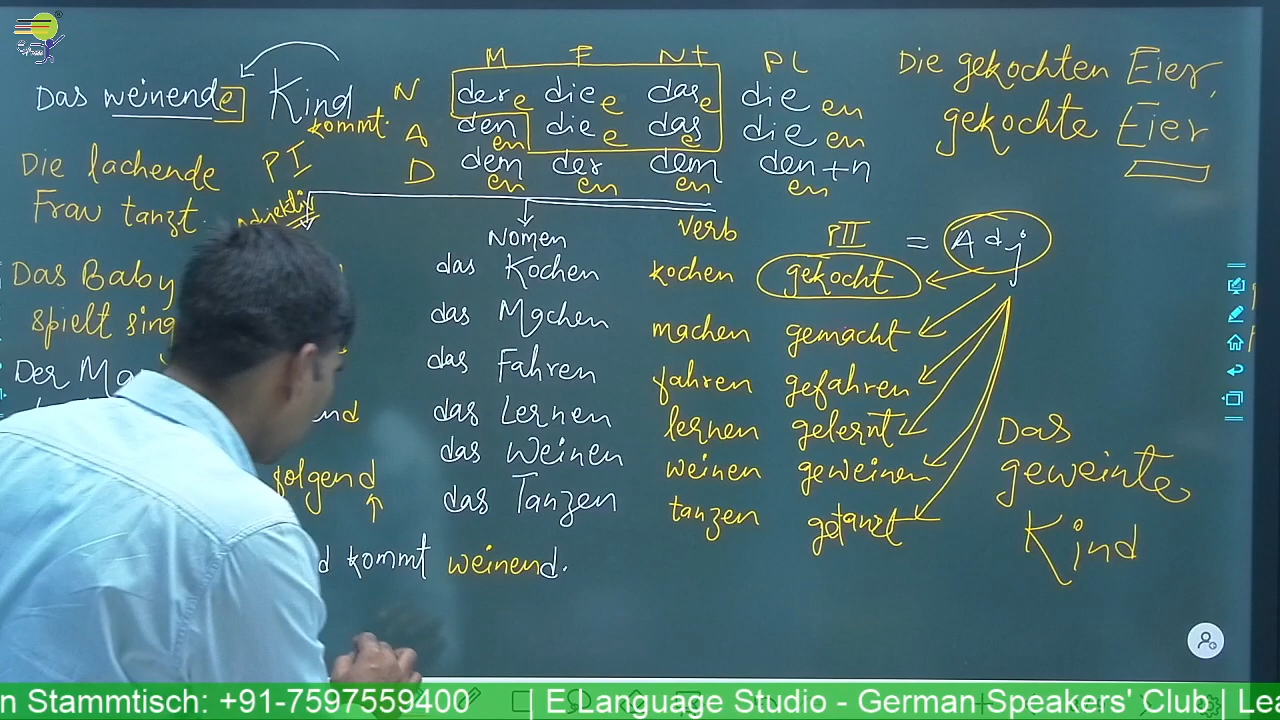 Das weinende Kind
kommt.
Die lachende
Frau tanzt.
Das Baby
spielt sing
Der Ma
PI
Adjektiv
nd
folgend
d kommt weinend.
M F Nt PL
N der e die e das e die en
A den en die e das e die en
D dem en der en dem en den+n en
Nomen
das Kochen
das Machen
das Fahren
das Lernen
das Weinen
das Tanzen
Verb
kochen
machen
fahren
lernen
weinen
tanzen
PII = Adj
gekocht
gemacht
gefahren
gelernt
geweinen
getanzt
Die gekochten Eier,
gekochte Eier
Das
geweinte
Kind
n Stammtisch: +91-7597559400 | E Language Studio - German Speakers' Club | Lea